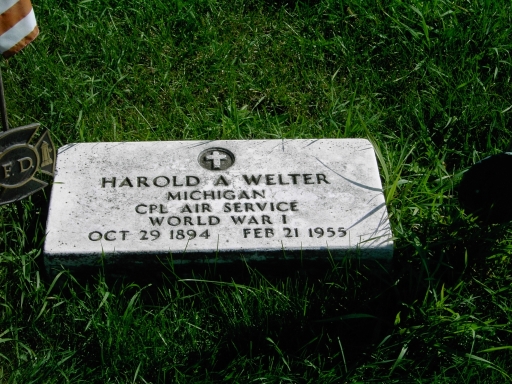 HAROLD A WELTER
MICHIGAN
CPL AIR SERVICE
WORLD WAR I
OCT 29 1894 FEB 21 1955
F.D.